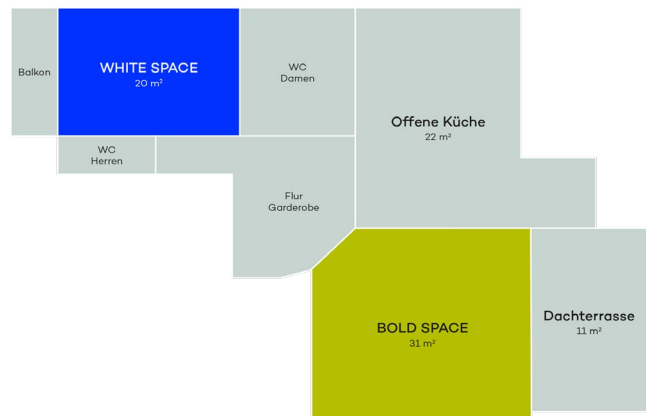 Balkon
WHITE SPACE
20 m²
WC
Damen
Offene Küche
22 m²
WC
Herren
Flur
Garderobe
BOLD SPACE
31 m²
Dachterrasse
11 m²